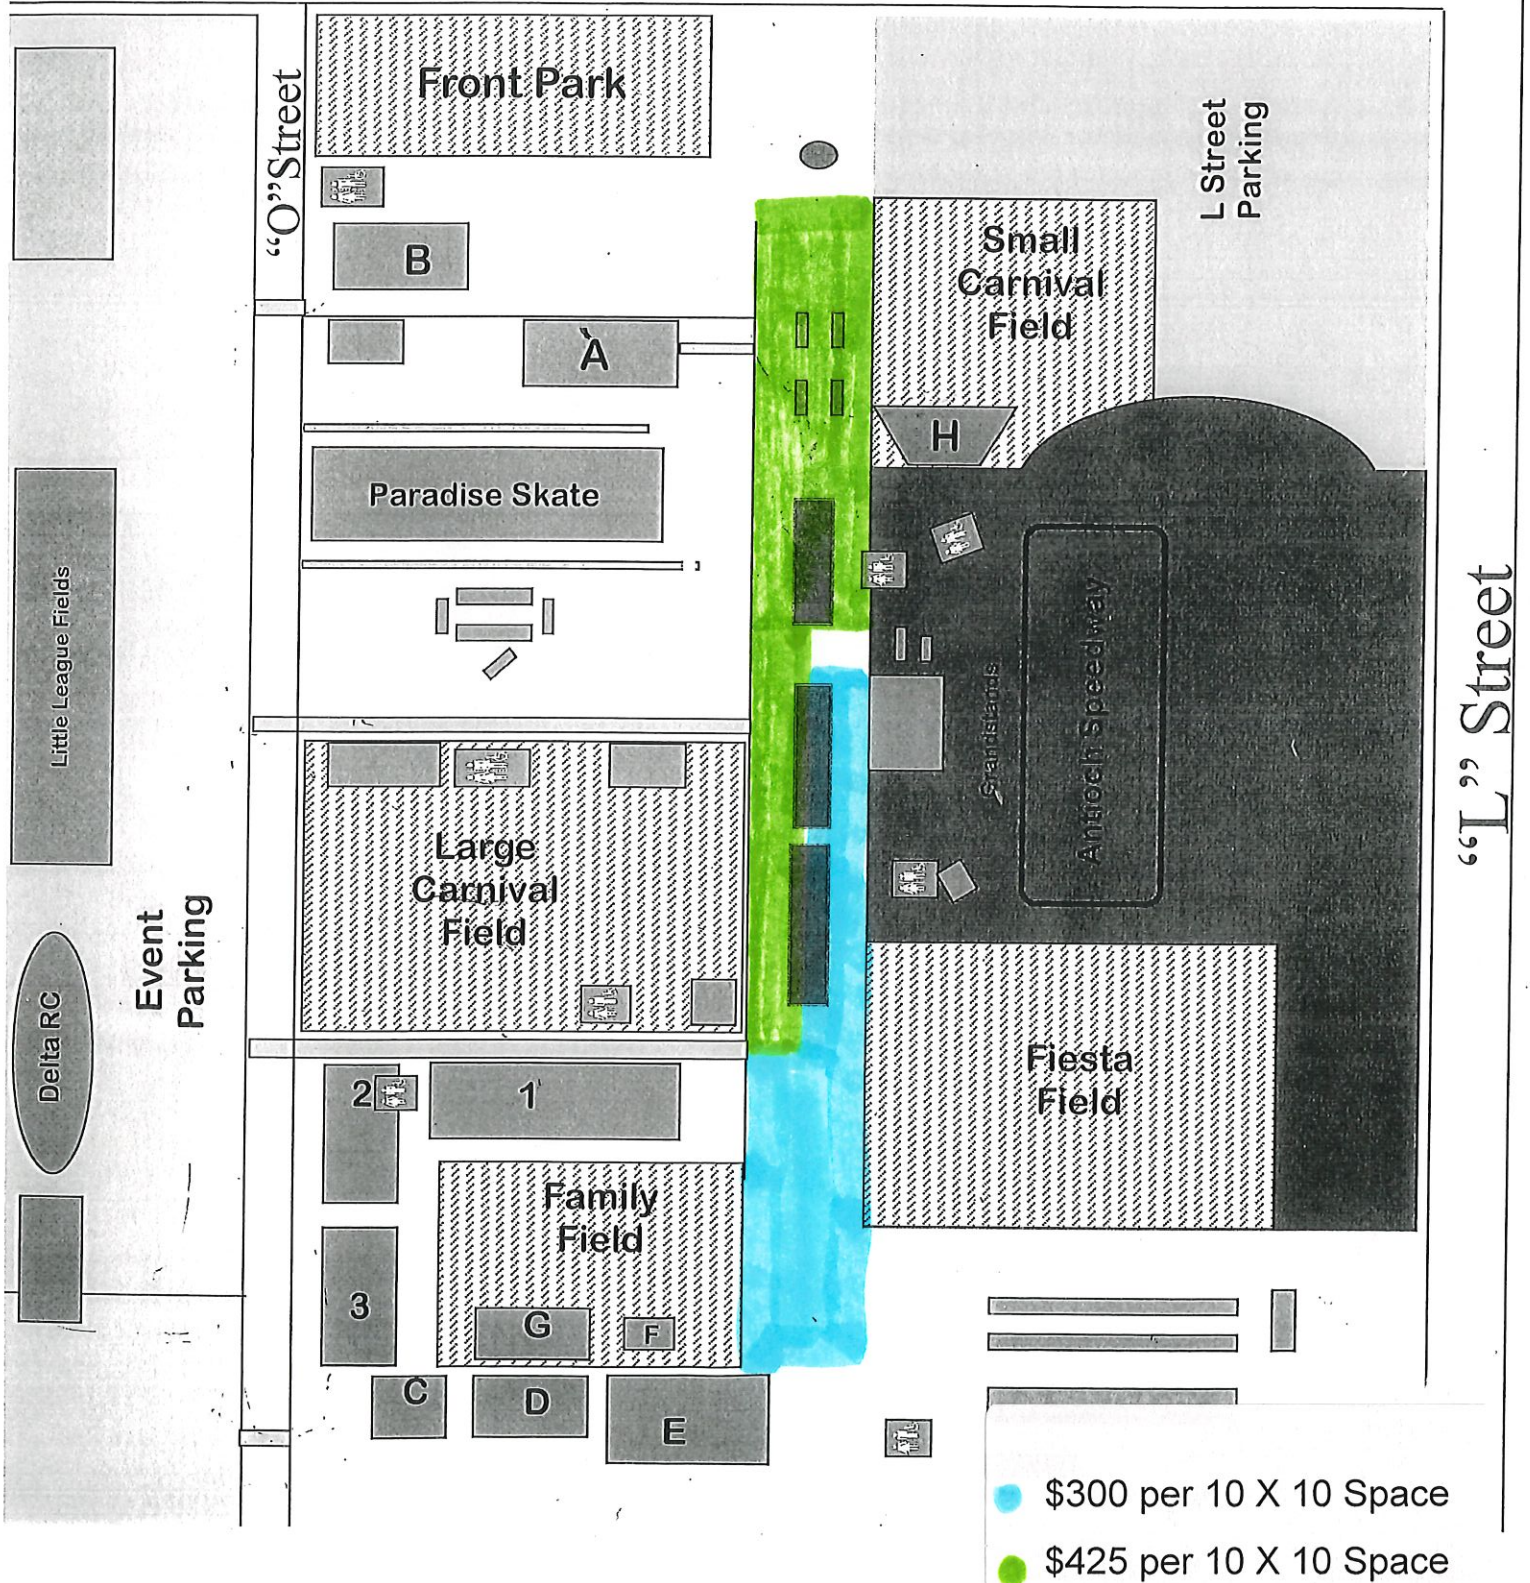 Front Park
"O"Street
L Street
Parking
B
Small
Carnival
Field
A
H
Paradise Skate
Little League Fields
Grandstands
Antioch Speedway
"L" Street
Large
Carnival
Field
Event
Parking
Delta RC
Fiesta
Field
2
1
Family
Field
3
G
F
C
D
E
$300 per 10 X 10 Space
$425 per 10 X 10 Space